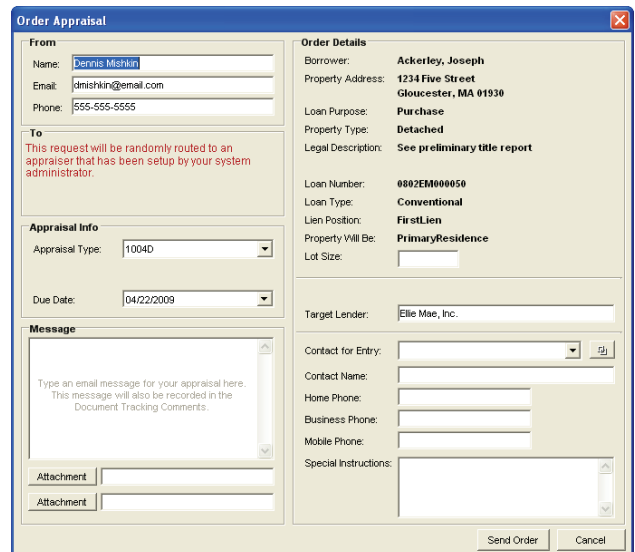 Order Appraisal
From
Name: Dennis Mishkin
Email: dmishkin@email.com
Phone: 555-555-5555
To
This request will be randomly routed to an
appraiser that has been setup by your system
administrator.
Appraisal Info
Appraisal Type: 1004D
Due Date: 04/22/2009
Message
Type an email message for your appraisal here.
This message will also be recorded in the
Document Tracking Comments.
Attachment
Attachment
Order Details
Borrower: Ackerley, Joseph
Property Address: 1234 Five Street
Gloucester, MA 01930
Loan Purpose: Purchase
Property Type: Detached
Legal Description: See preliminary title report
Loan Number: 0802EM000050
Loan Type: Conventional
Lien Position: FirstLien
Property Will Be: PrimaryResidence
Lot Size:
Target Lender: Ellie Mae, Inc.
Contact for Entry:
Contact Name:
Home Phone:
Business Phone:
Mobile Phone:
Special Instructions:
Send Order Cancel